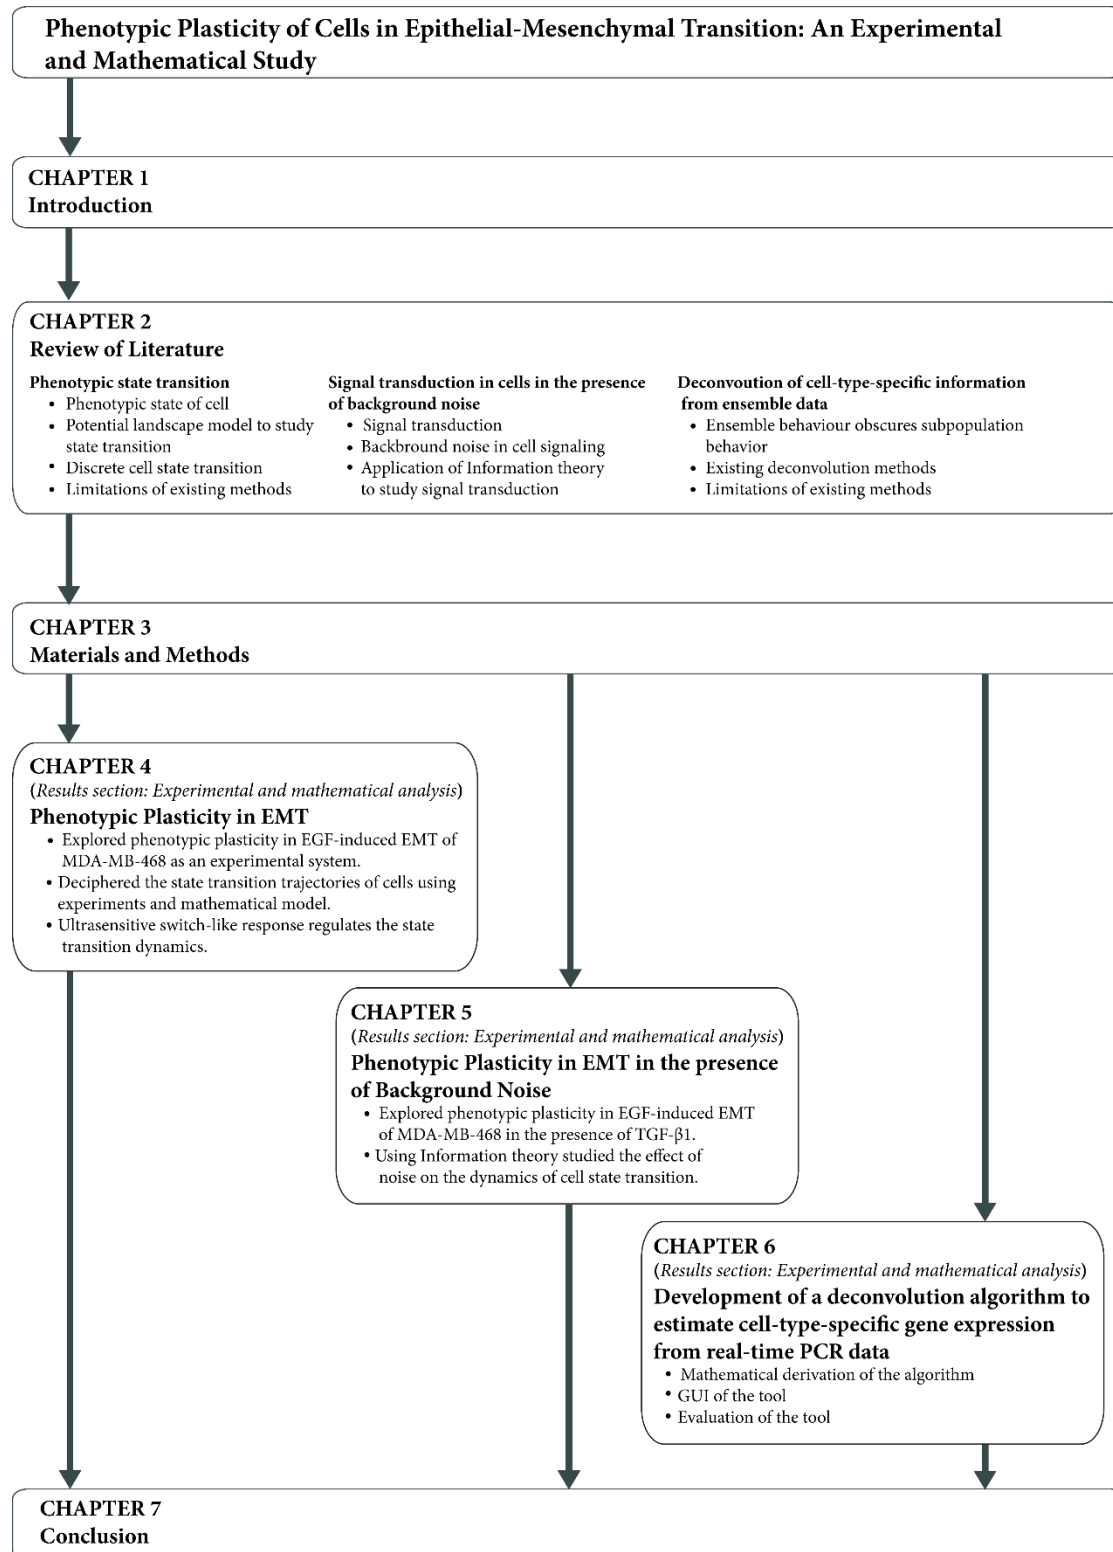 Phenotypic Plasticity of Cells in Epithelial-Mesenchymal Transition: An Experimental
and Mathematical Study
CHAPTER 1
Introduction
CHAPTER 2
Review of Literature
Phenotypic state transition
• Phenotypic state of cell
• Potential landscape model to study
state transition
• Discrete cell state transition
• Limitations of existing methods
Signal transduction in cells in the presence
of background noise
• Signal transduction
• Backbround noise in cell signaling
• Application of Information theory
to study signal transduction
Deconvoution of cell-type-specific information
from ensemble data
• Ensemble behaviour obscures subpopulation
behavior
• Existing deconvolution methods
• Limitations of existing methods
CHAPTER 3
Materials and Methods
CHAPTER 4
(Results section: Experimental and mathematical analysis)
Phenotypic Plasticity in EMT
• Explored phenotypic plasticity in EGF-induced EMT of
MDA-MB-468 as an experimental system.
• Deciphered the state transition trajectories of cells using
experiments and mathematical model.
• Ultrasensitive switch-like response regulates the state
transition dynamics.
CHAPTER 5
(Results section: Experimental and mathematical analysis)
Phenotypic Plasticity in EMT in the presence
of Background Noise
• Explored phenotypic plasticity in EGF-induced EMT
of MDA-MB-468 in the presence of TGF-β1.
• Using Information theory studied the effect of
noise on the dynamics of cell state transition.
CHAPTER 6
(Results section: Experimental and mathematical analysis)
Development of a deconvolution algorithm to
estimate cell-type-specific gene expression
from real-time PCR data
• Mathematical derivation of the algorithm
• GUI of the tool
• Evaluation of the tool
CHAPTER 7
Conclusion